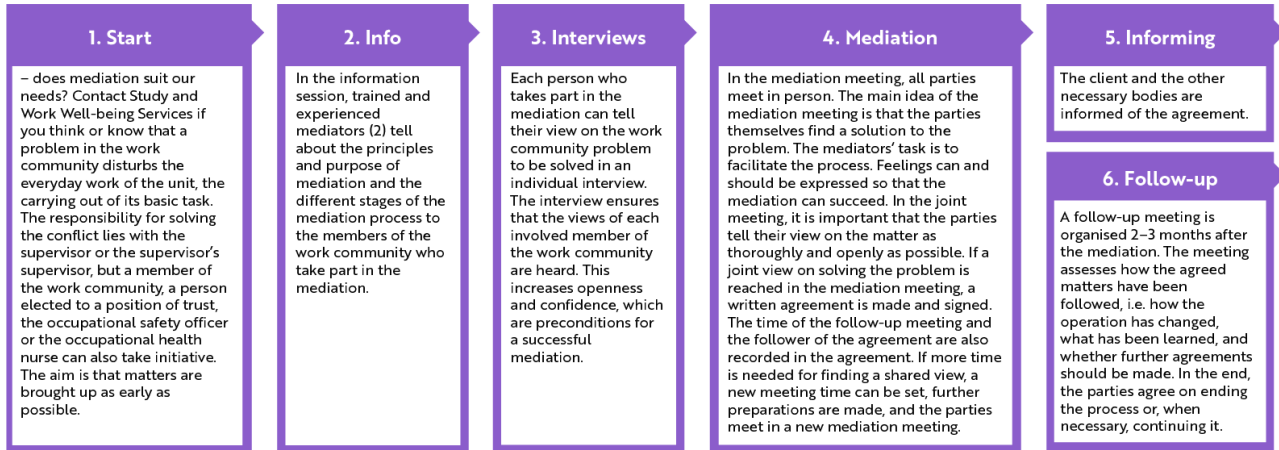 1. Start
– does mediation suit our
needs? Contact Study and
Work Well-being Services if
you think or know that a
problem in the work
community disturbs the
everyday work of the unit, the
carrying out of its basic task.
The responsibility for solving
the conflict lies with the
supervisor or the supervisor's
supervisor, but a member of
the work community, a person
elected to a position of trust,
the occupational safety officer
or the occupational health
nurse can also take initiative.
The aim is that matters are
brought up as early as
possible.
2. Info
In the information
session, trained and
experienced
mediators (2) tell
about the principles
and purpose of
mediation and the
different stages of the
mediation process to
the members of the
work community who
take part in the
mediation.
3. Interviews
Each person who
takes part in the
mediation can tell
their view on the work
community problem
to be solved in an
individual interview.
The interview ensures
that the views of each
involved member of
the work community
are heard. This
increases openness
and confidence, which
are preconditions for
a successful
mediation.
4. Mediation
In the mediation meeting, all parties
meet in person. The main idea of the
mediation meeting is that the parties
themselves find a solution to the
problem. The mediators' task is to
facilitate the process. Feelings can and
should be expressed so that the
mediation can succeed. In the joint
meeting, it is important that the parties
tell their view on the matter as
thoroughly and openly as possible. If a
joint view on solving the problem is
reached in the mediation meeting, a
written agreement is made and signed.
The time of the follow-up meeting and
the follower of the agreement are also
recorded in the agreement. If more time
is needed for finding a shared view, a
new meeting time can be set, further
preparations are made, and the parties
meet in a new mediation meeting.
5. Informing
The client and the other
necessary bodies are
informed of the agreement.
6. Follow-up
A follow-up meeting is
organised 2–3 months after
the mediation. The meeting
assesses how the agreed
matters have been
followed, i.e. how the
operation has changed,
what has been learned, and
whether further agreements
should be made. In the end,
the parties agree on ending
the process or, when
necessary, continuing it.